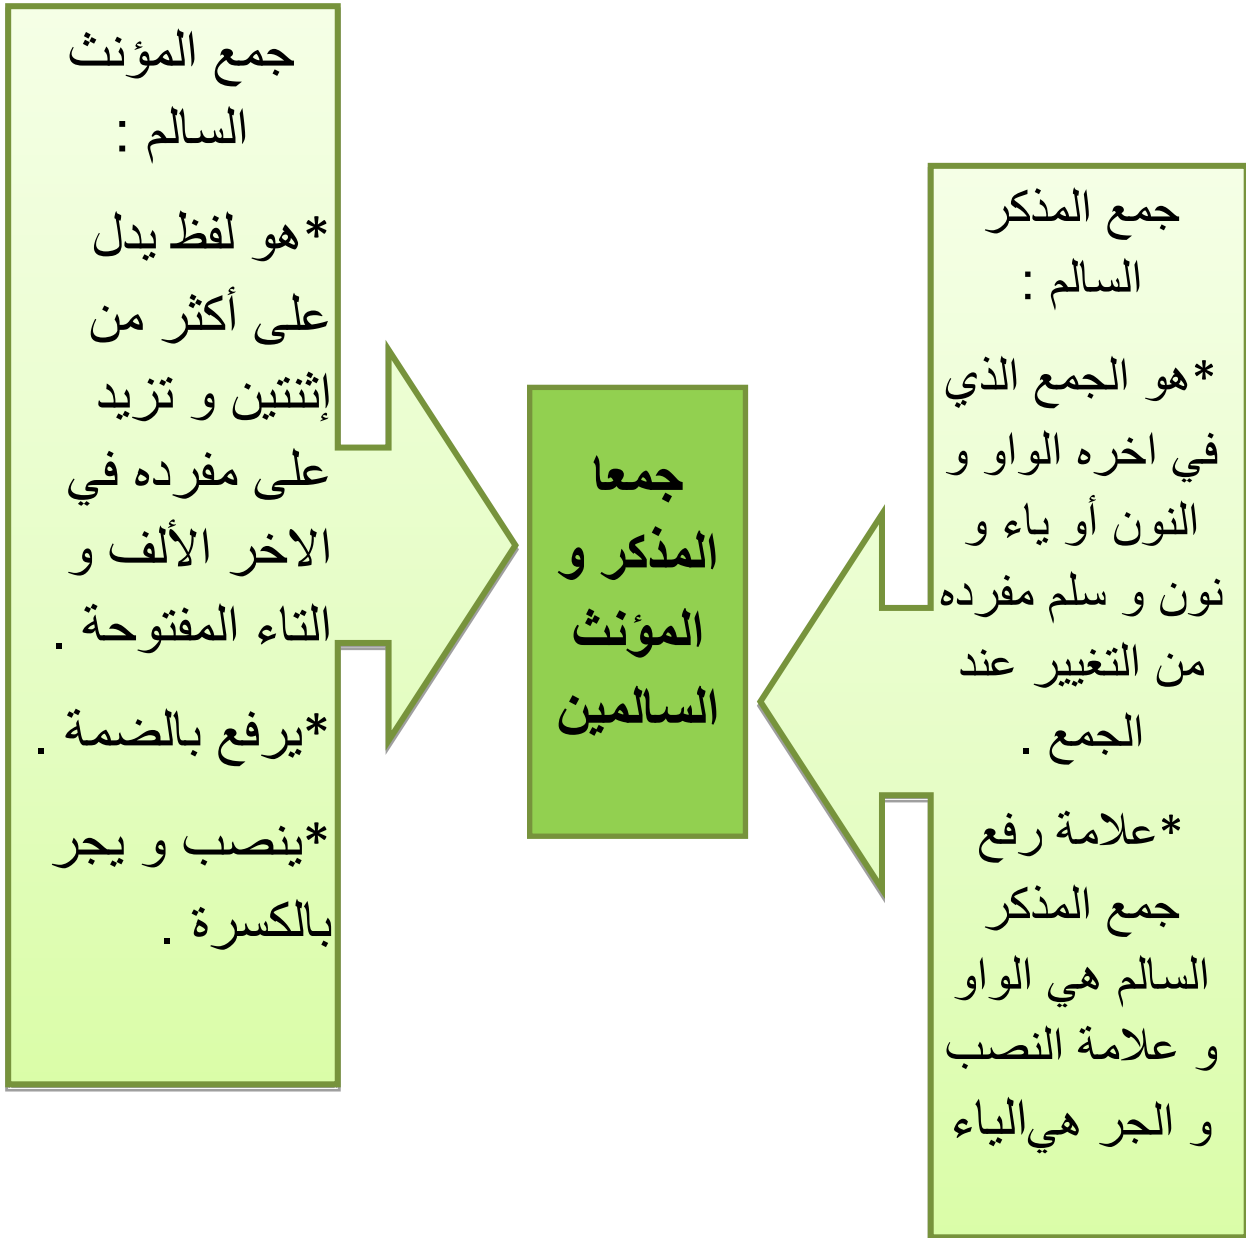 جمع المذكر
السالم :
*هو الجمع الذي
في اخره الواو و
النون أو ياء و
نون و سلم مفرده
من التغيير عند
الجمع .
*علامة رفع
جمع المذكر
السالم هي الواو
و علامة النصب
و الجر هيالياء
جمعا
المذكر و
المؤنث
السالمين
جمع المؤنث
السالم :
*هو لفظ يدل
على أكثر من
إثنتين و تزيد
على مفرده في
الاخر الألف و
التاء المفتوحة .
*يرفع بالضمة .
*ينصب و يجر
بالكسرة .